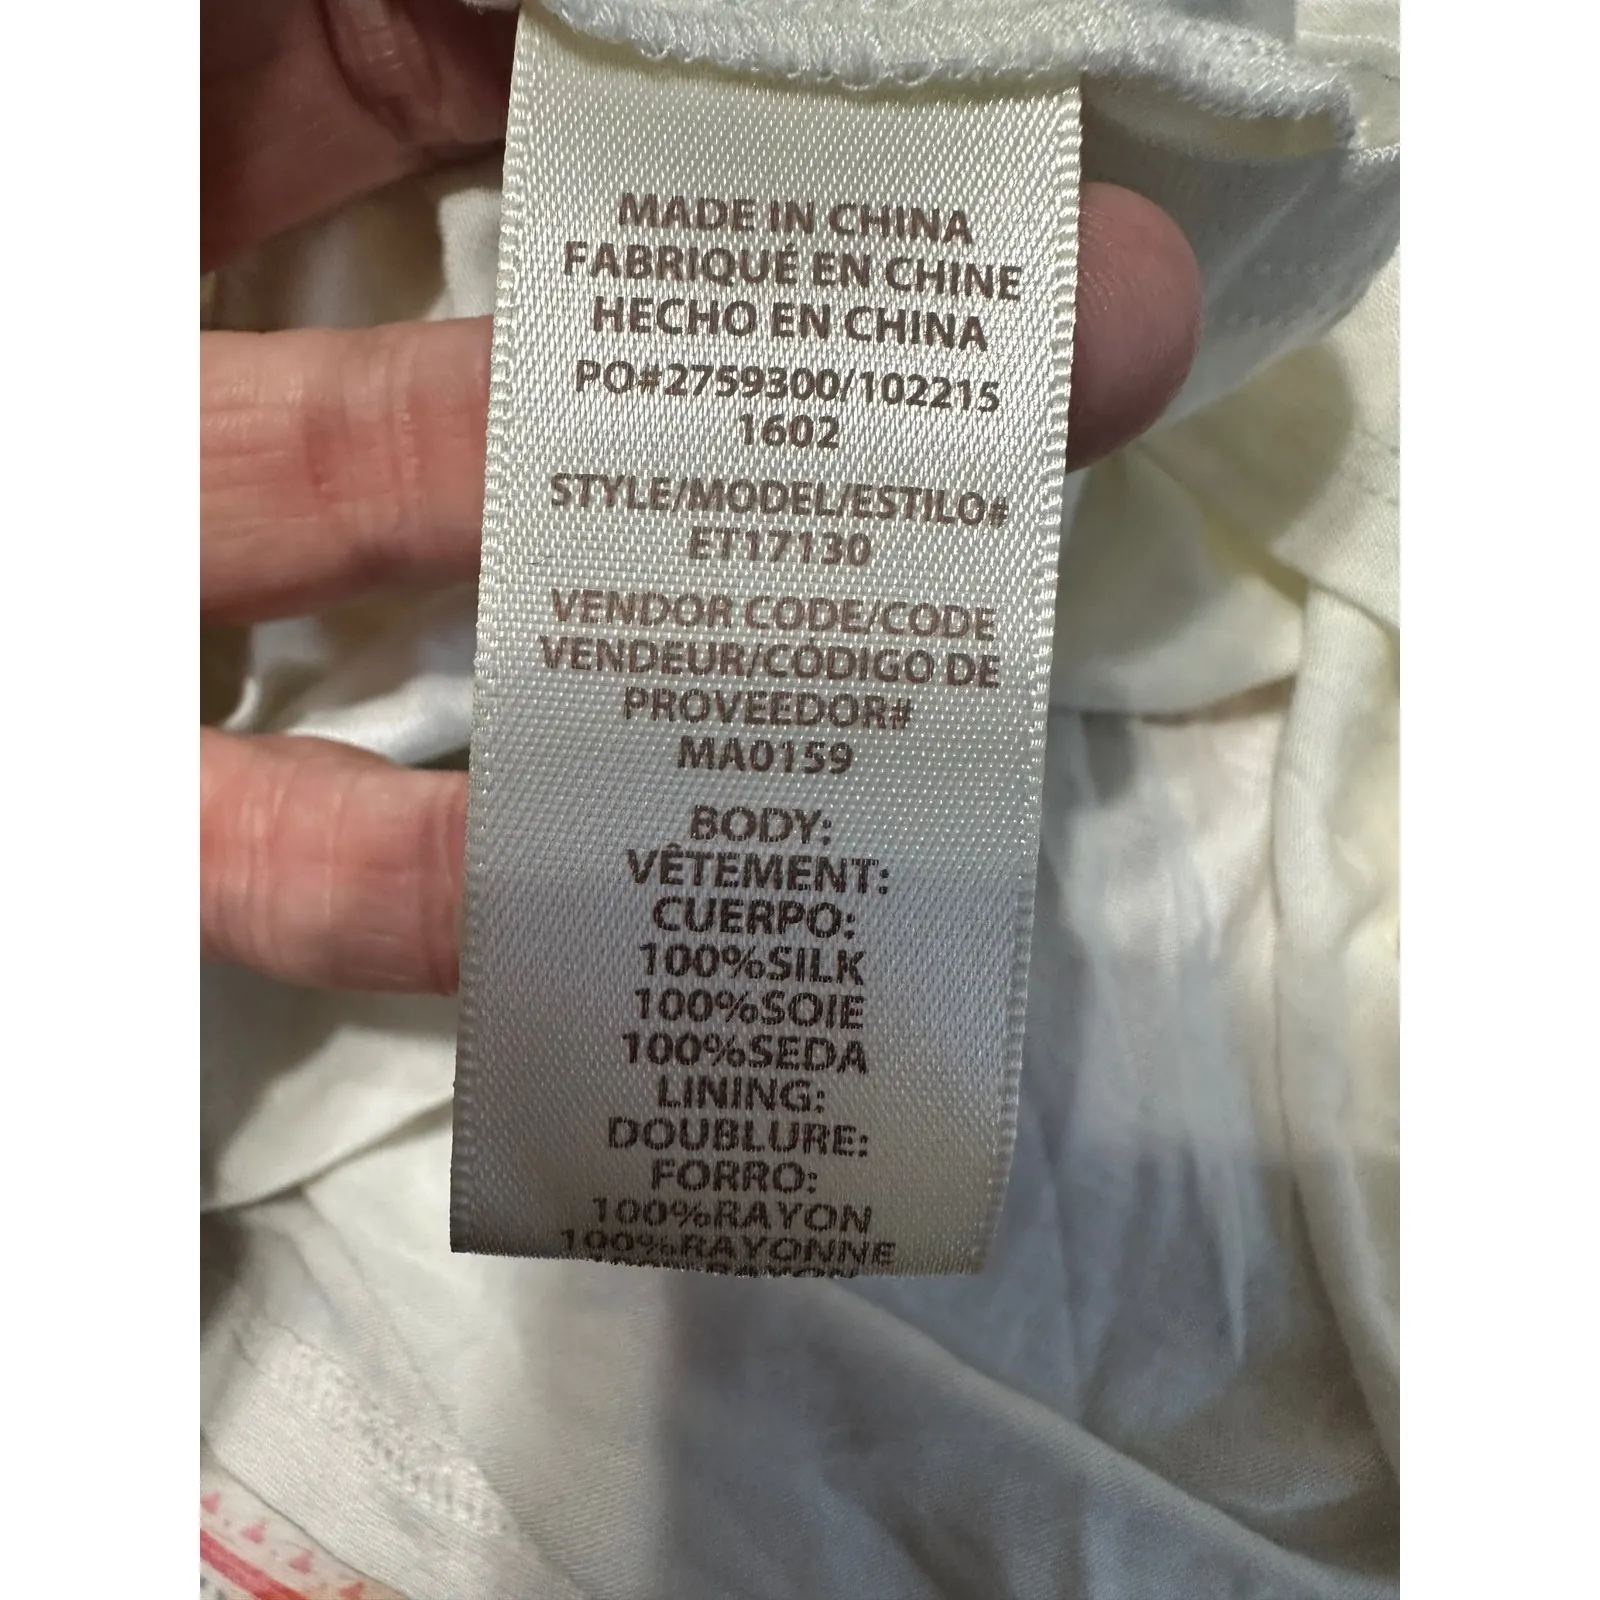 MADE IN CHINA
FABRIQUÉ EN CHINE
HECHO EN CHINA
PO#2759300/102215
1602
STYLE/MODEL/ESTILO#
ET17130
VENDOR CODE/CODE
VENDEUR/CÓDIGO DE
PROVEEDOR#
MA0159
BODY:
VÊTEMENT:
CUERPO:
100%SILK
100%SOIE
100%SEDA
LINING:
DOUBLURE:
FORRO:
100%RAYON
100%RAYONNE